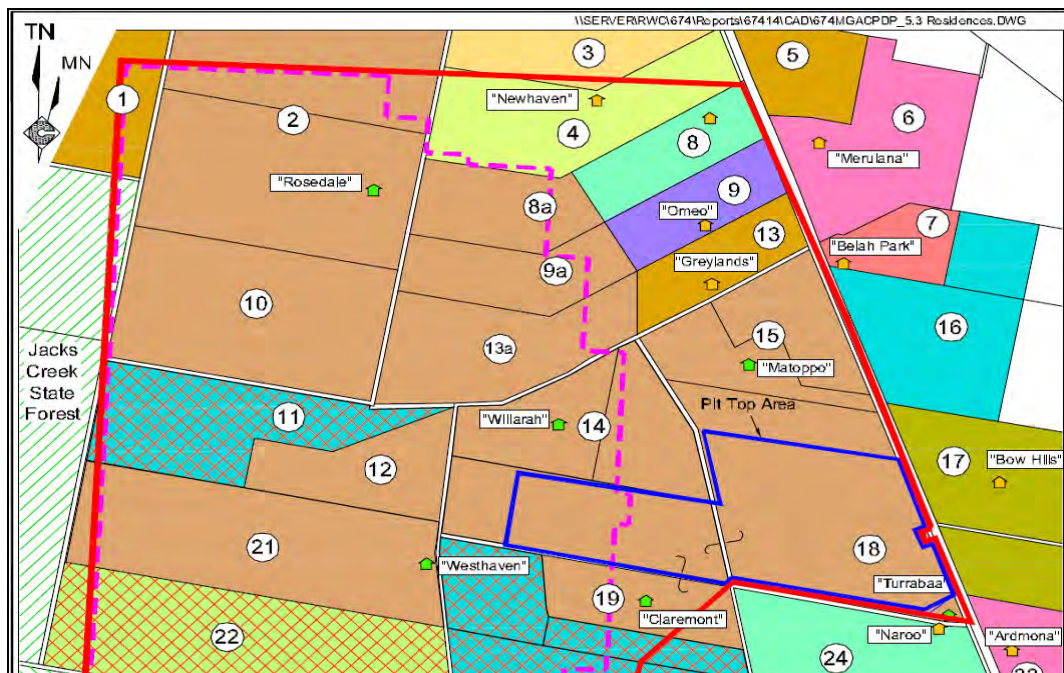 \\SERVER\RWC\674\Reports\67414\CAD\674MGACPDP_5.3 Residences.DWG
TN
MN
1
2
3
4
5
6
"Newhaven"
8
"Merulana"
"Rosedale"
8a
9
"Omeo"
13
7
"Belah Park"
9a
"Greylands"
10
16
13a
15
"Matoppo"
Jacks
Creek
State
Forest
Pit Top Area
11
"Willarah"
14
12
17
"Bow Hills"
21
18
"Westhaven"
"Turrabaa"
19
"Claremont"
"Naroo"
"Ardmona"
22
24